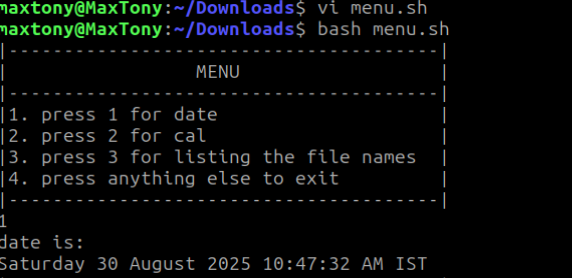 maxtony@MaxTony:~/Downloads$ vi menu.sh
maxtony@MaxTony:~/Downloads$ bash menu.sh
|---------------------------------------|
|                 MENU                  |
|---------------------------------------|
|1. press 1 for date                    |
|2. press 2 for cal                     |
|3. press 3 for listing the file names  |
|4. press anything else to exit         |
|---------------------------------------|
1
date is:
Saturday 30 August 2025 10:47:32 AM IST